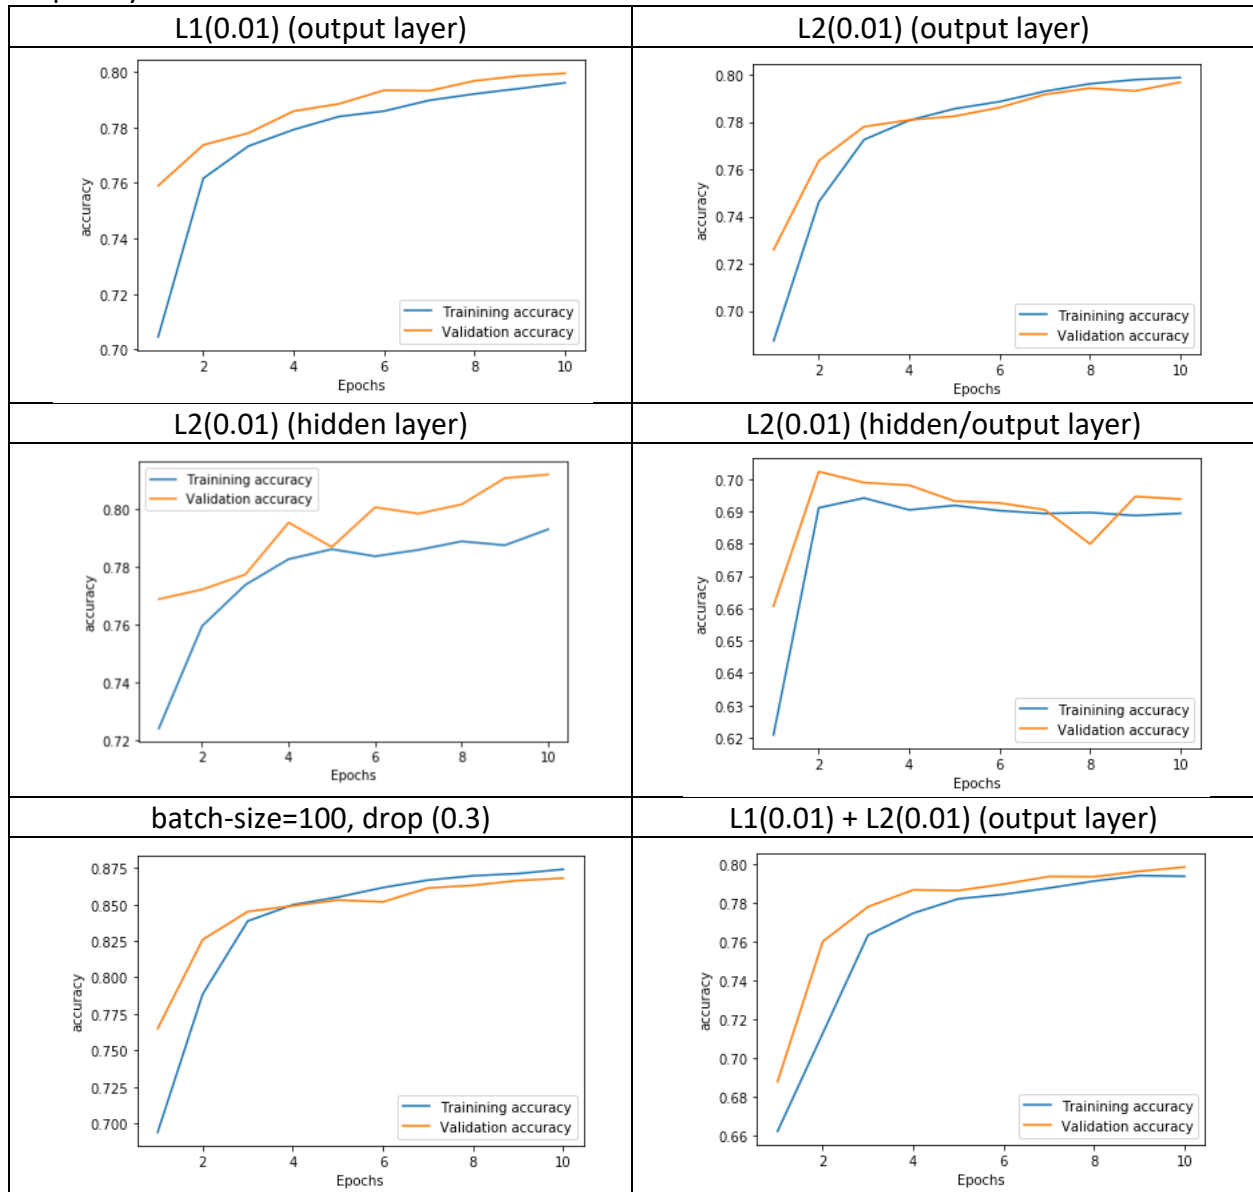 L1(0.01) (output layer)
L2(0.01) (output layer)
0.80
0.78
0.76
0.74
0.72
0.70
accuracy
2 4 6 8 10
Epochs
Trainining accuracy
Validation accuracy
0.80
0.78
0.76
0.74
0.72
0.70
accuracy
2 4 6 8 10
Epochs
Trainining accuracy
Validation accuracy
L2(0.01) (hidden layer)
L2(0.01) (hidden/output layer)
Trainining accuracy
Validation accuracy
0.80
0.78
0.76
0.74
0.72
accuracy
2 4 6 8 10
Epochs
0.70
0.69
0.68
0.67
0.66
0.65
0.64
0.63
0.62
accuracy
2 4 6 8 10
Epochs
Trainining accuracy
Validation accuracy
batch-size=100, drop (0.3)
L1(0.01) + L2(0.01) (output layer)
0.875
0.850
0.825
0.800
0.775
0.750
0.725
0.700
accuracy
2 4 6 8 10
Epochs
Trainining accuracy
Validation accuracy
0.80
0.78
0.76
0.74
0.72
0.70
0.68
0.66
accuracy
2 4 6 8 10
Epochs
Trainining accuracy
Validation accuracy